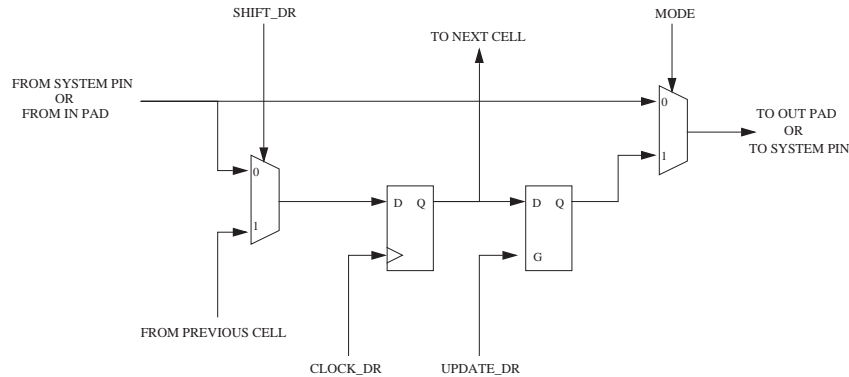 SHIFT_DR
MODE
TO NEXT CELL
FROM SYSTEM PIN
OR
FROM IN PAD
0
TO OUT PAD
OR
TO SYSTEM PIN
1
0
D Q
D Q
1
G
FROM PREVIOUS CELL
CLOCK_DR
UPDATE_DR